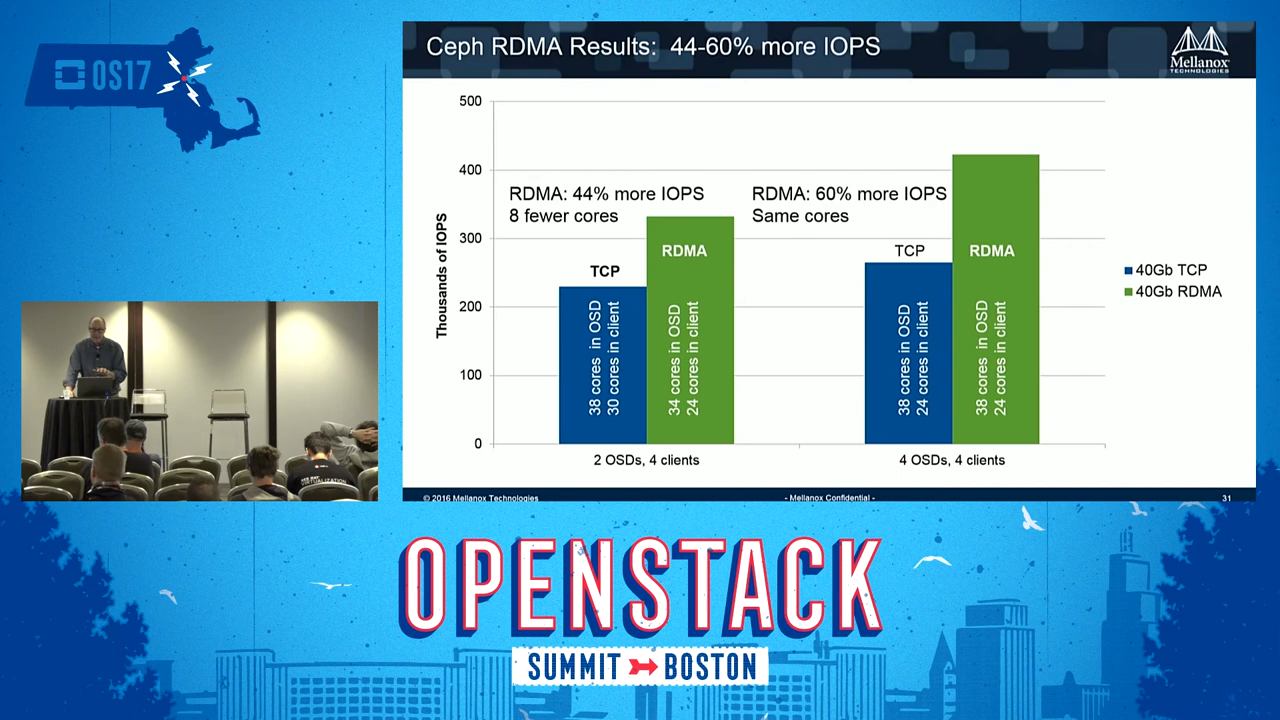 OS17
Ceph RDMA Results: 44-60% more IOPS
Mellanox
TECHNOLOGIES
500
400
300
200
100
0
Thousands of IOPS
RDMA: 44% more IOPS
8 fewer cores
RDMA: 60% more IOPS
Same cores
TCP
RDMA
TCP
RDMA
38 cores in OSD
30 cores in client
34 cores in OSD
24 cores in client
38 cores in OSD
24 cores in client
38 cores in OSD
24 cores in client
2 OSDs, 4 clients
4 OSDs, 4 clients
40Gb TCP
40Gb RDMA
© 2016 Mellanox Technologies
- Mellanox Confidential -
31
VIRTUALIZATION
OPENSTACK
SUMMIT BOSTON